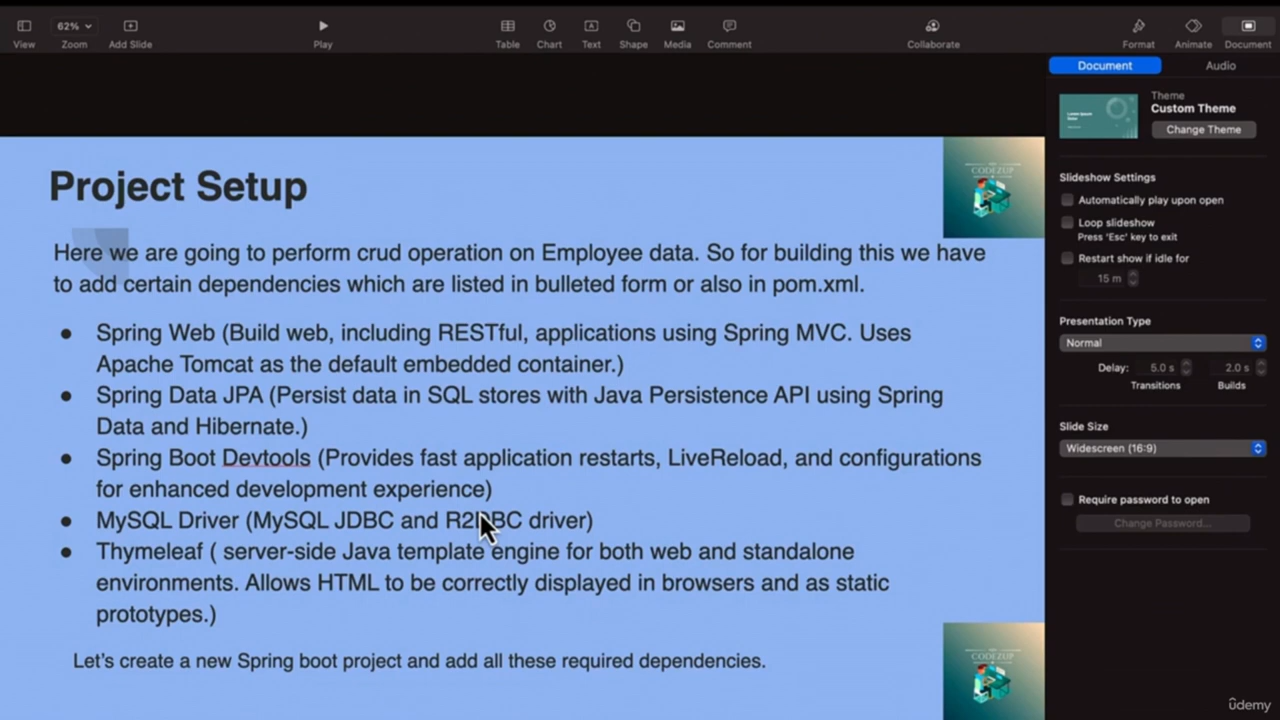 View
62%
Zoom
Add Slide
Play
Table
Chart
Text
Shape
Media
Comment
Collaborate
Format
Animate
Document
Document
Audio
Theme
Custom Theme
Change Theme
Slideshow Settings
Automatically play upon open
Loop slideshow
Press 'Esc' key to exit
Restart show if idle for
15 m
Presentation Type
Normal
Delay: 5.0 s 2.0 s
Transitions Builds
Slide Size
Widescreen (16:9)
Require password to open
Change Password...
Project Setup
CODEZUP
Here we are going to perform crud operation on Employee data. So for building this we have
to add certain dependencies which are listed in bulleted form or also in pom.xml.
● Spring Web (Build web, including RESTful, applications using Spring MVC. Uses
Apache Tomcat as the default embedded container.)
● Spring Data JPA (Persist data in SQL stores with Java Persistence API using Spring
Data and Hibernate.)
● Spring Boot Devtools (Provides fast application restarts, LiveReload, and configurations
for enhanced development experience)
● MySQL Driver (MySQL JDBC and R2DBC driver)
● Thymeleaf ( server-side Java template engine for both web and standalone
environments. Allows HTML to be correctly displayed in browsers and as static
prototypes.)
Let's create a new Spring boot project and add all these required dependencies.
CODEZUP
ûdemy